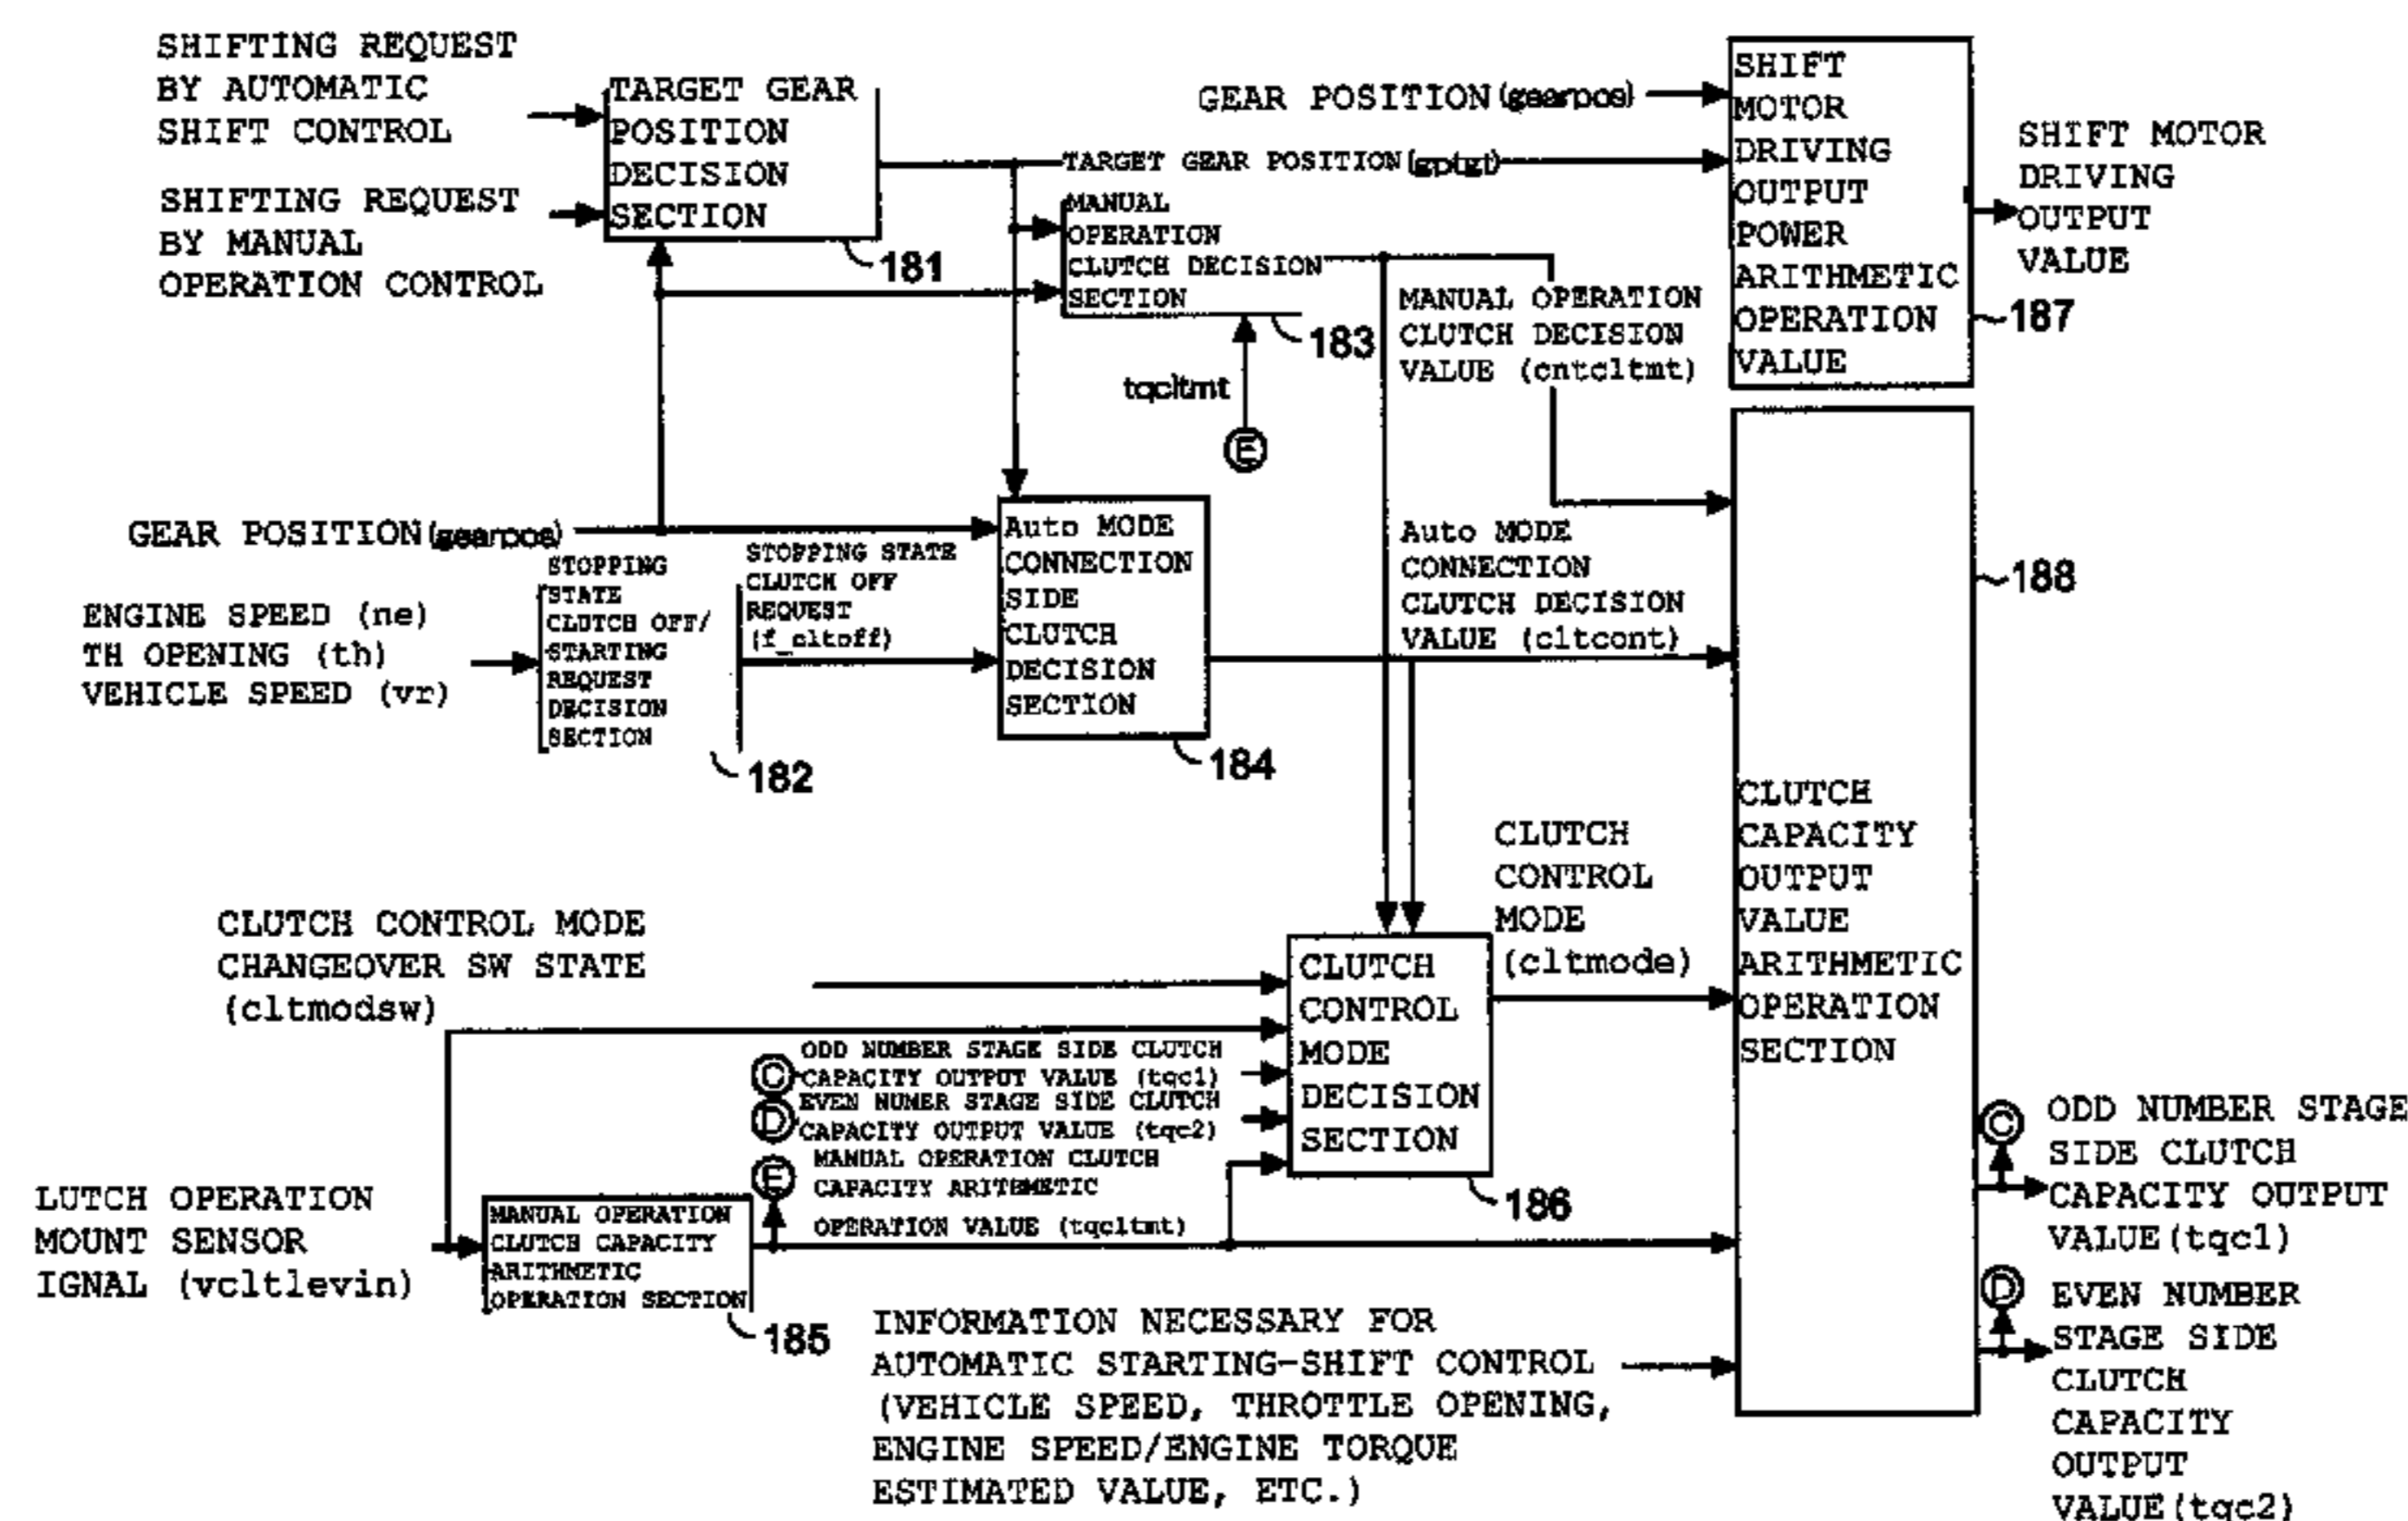 SHIFTING REQUEST
BY AUTOMATIC
SHIFT CONTROL
SHIFTING REQUEST
BY MANUAL
OPERATION CONTROL
TARGET GEAR
POSITION
DECISION
SECTION
181
GEAR POSITION (gearpos)
TARGET GEAR POSITION (gptgt)
MANUAL
OPERATION
CLUTCH DECISION
SECTION
183
tqcltmt
E
MANUAL OPERATION
CLUTCH DECISION
VALUE (cntcltmt)
SHIFT
MOTOR
DRIVING
OUTPUT
POWER
ARITHMETIC
OPERATION
VALUE
187
SHIFT MOTOR
DRIVING
OUTPUT
VALUE
GEAR POSITION (gearpos)
ENGINE SPEED (ne)
TH OPENING (th)
VEHICLE SPEED (vr)
STOPPING
STATE
CLUTCH OFF/
STARTING
REQUEST
DECISION
SECTION
182
STOPPING STATE
CLUTCH OFF
REQUEST
(f_cltoff)
Auto MODE
CONNECTION
SIDE
CLUTCH
DECISION
SECTION
184
Auto MODE
CONNECTION
CLUTCH DECISION
VALUE (cltcont)
188
CLUTCH
CAPACITY
OUTPUT
VALUE
ARITHMETIC
OPERATION
SECTION
CLUTCH CONTROL MODE
CHANGEOVER SW STATE
(cltmodsw)
CLUTCH
CONTROL
MODE
(cltmode)
CLUTCH
CONTROL
MODE
DECISION
SECTION
186
C
ODD NUMBER STAGE SIDE CLUTCH
CAPACITY OUTPUT VALUE (tqc1)
D
EVEN NUMER STAGE SIDE CLUTCH
CAPACITY OUTPUT VALUE (tqc2)
E
MANUAL OPERATION CLUTCH
CAPACITY ARITHMETIC
OPERATION VALUE (tqcltmt)
LUTCH OPERATION
MOUNT SENSOR
IGNAL (vcltlevin)
MANUAL OPERATION
CLUTCH CAPACITY
ARITHMETIC
OPERATION SECTION
185
INFORMATION NECESSARY FOR
AUTOMATIC STARTING-SHIFT CONTROL
(VEHICLE SPEED, THROTTLE OPENING,
ENGINE SPEED/ENGINE TORQUE
ESTIMATED VALUE, ETC.)
C
ODD NUMBER STAGE
SIDE CLUTCH
CAPACITY OUTPUT
VALUE (tqc1)
D
EVEN NUMBER
STAGE SIDE
CLUTCH
CAPACITY
OUTPUT
VALUE (tqc2)